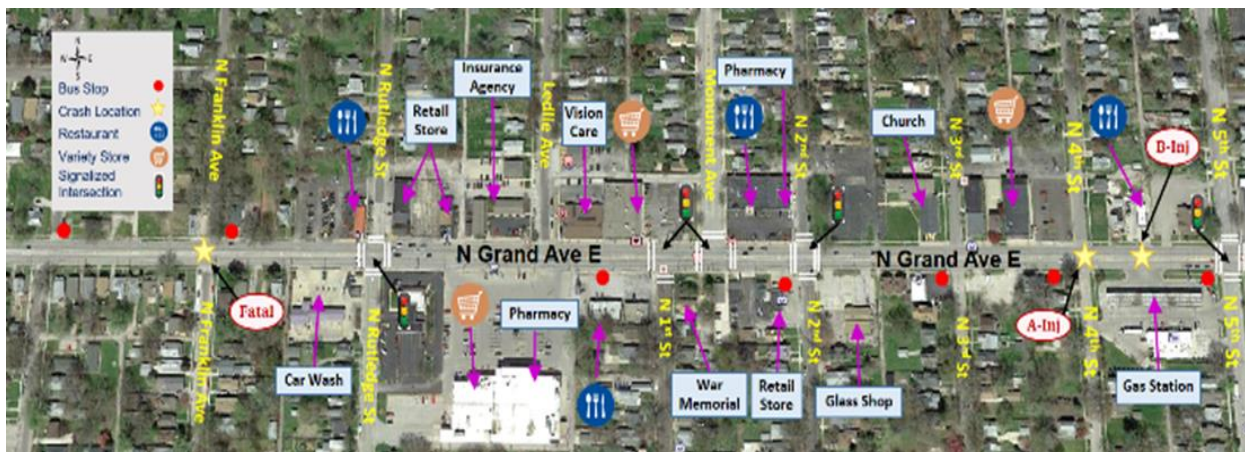 N
W
E
S
Bus Stop
Crash Location
Restaurant
Variety Store
Signalized
Intersection
N Franklin Ave
N Rutledge St
Retail
Store
Insurance
Agency
Ledlie Ave
Vision
Care
Monument Ave
Pharmacy
N 2nd St
Church
N 3rd St
N 4th St
B-Inj
N 5th St
N Grand Ave E
N Grand Ave E
Fatal
N Franklin Ave
Car Wash
N Rutledge St
Pharmacy
N 1st St
War
Memorial
Retail
Store
N 2nd St
Glass Shop
N 3rd St
A-Inj
N 4th St
Gas Station
N 5th St